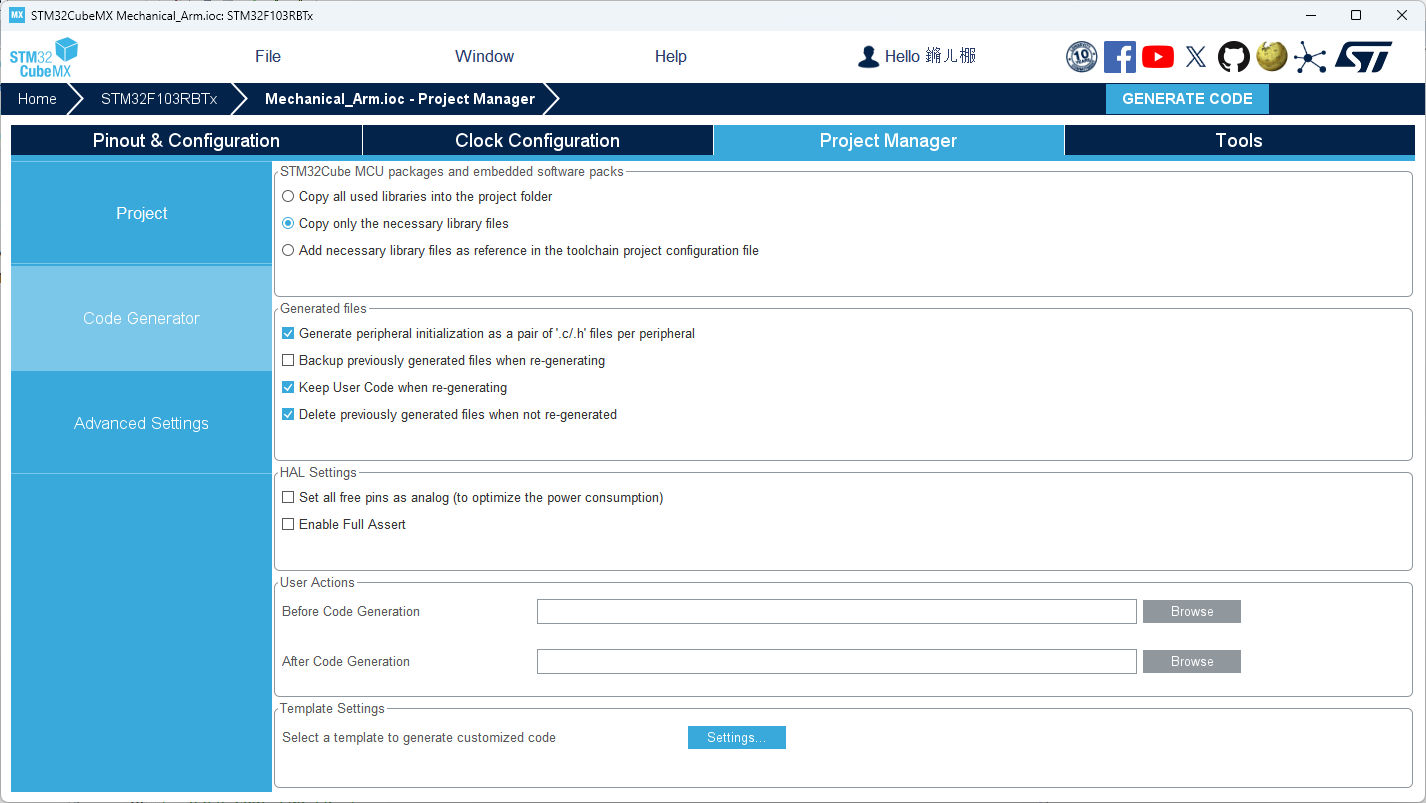 MX STM32CubeMX Mechanical_Arm.ioc: STM32F103RBTx
STM32 CubeMX
File
Window
Help
Hello 鏅ㄦ棚
10 YEARS
Home
STM32F103RBTx
Mechanical_Arm.ioc - Project Manager
GENERATE CODE
Pinout & Configuration
Clock Configuration
Project Manager
Tools
Project
Code Generator
Advanced Settings
STM32Cube MCU packages and embedded software packs
Copy all used libraries into the project folder
Copy only the necessary library files
Add necessary library files as reference in the toolchain project configuration file
Generated files
Generate peripheral initialization as a pair of '.c/.h' files per peripheral
Backup previously generated files when re-generating
Keep User Code when re-generating
Delete previously generated files when not re-generated
HAL Settings
Set all free pins as analog (to optimize the power consumption)
Enable Full Assert
User Actions
Before Code Generation
Browse
After Code Generation
Browse
Template Settings
Select a template to generate customized code
Settings...